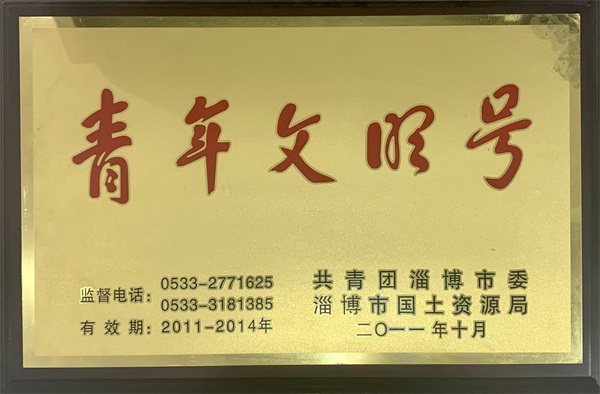 青年文明号
监督电话：0533-2771625
0533-3181385
有效期：2011-2014年
共青团淄博市委
淄博市国土资源局
二〇一一年十月